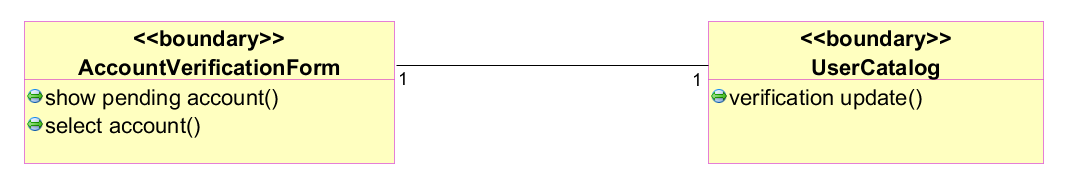 <<boundary>>
AccountVerificationForm
show pending account()
select account()
1
1
<<boundary>>
UserCatalog
verification update()